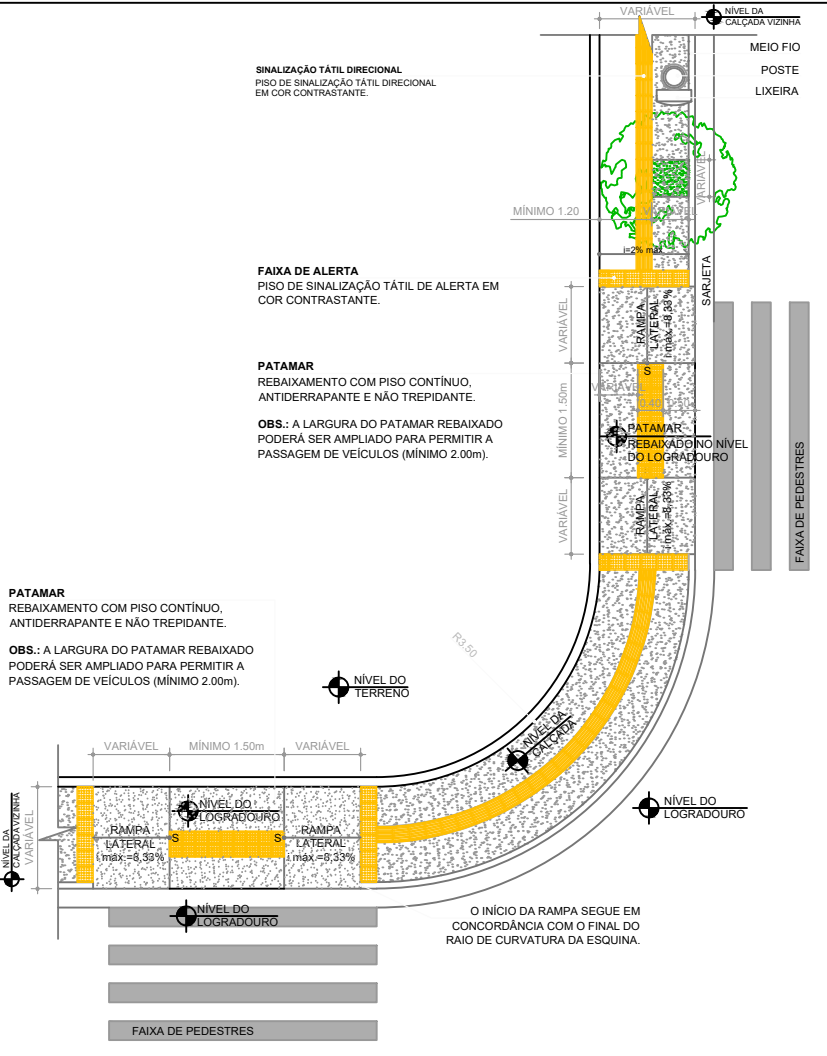 VARIÁVEL
NÍVEL DA
CALÇADA VIZINHA
MEIO FIO
POSTE
LIXEIRA
SINALIZAÇÃO TÁTIL DIRECIONAL
PISO DE SINALIZAÇÃO TÁTIL DIRECIONAL
EM COR CONTRASTANTE.
VARIÁVEL
MÍNIMO 1.20
VARIÁVEL
i=2% máx
SARJETA
FAIXA DE ALERTA
PISO DE SINALIZAÇÃO TÁTIL DE ALERTA EM
COR CONTRASTANTE.
VARIÁVEL
RAMPA
LATERAL
i máx.=8,33%
PATAMAR
REBAIXAMENTO COM PISO CONTÍNUO,
ANTIDERRAPANTE E NÃO TREPIDANTE.
OBS.: A LARGURA DO PATAMAR REBAIXADO
PODERÁ SER AMPLIADO PARA PERMITIR A
PASSAGEM DE VEÍCULOS (MÍNIMO 2.00m).
S
VARIÁVEL
0.40
MÍNIMO 1.50m
PATAMAR
REBAIXADO NO NÍVEL
DO LOGRADOURO
FAIXA DE PEDESTRES
VARIÁVEL
RAMPA
LATERAL
i máx.=8,33%
PATAMAR
REBAIXAMENTO COM PISO CONTÍNUO,
ANTIDERRAPANTE E NÃO TREPIDANTE.
OBS.: A LARGURA DO PATAMAR REBAIXADO
PODERÁ SER AMPLIADO PARA PERMITIR A
PASSAGEM DE VEÍCULOS (MÍNIMO 2.00m).
R3.50
NÍVEL DO
TERRENO
NÍVEL DA
CALÇADA
VARIÁVEL
MÍNIMO 1.50m
VARIÁVEL
NÍVEL DO
LOGRADOURO
NÍVEL DO
LOGRADOURO
NÍVEL DA
CALÇADA VIZINHA
VARIÁVEL
RAMPA
LATERAL
i máx.=8,33%
S
S
RAMPA
LATERAL
i máx.=8,33%
NÍVEL DO
LOGRADOURO
O INÍCIO DA RAMPA SEGUE EM
CONCORDÂNCIA COM O FINAL DO
RAIO DE CURVATURA DA ESQUINA.
FAIXA DE PEDESTRES